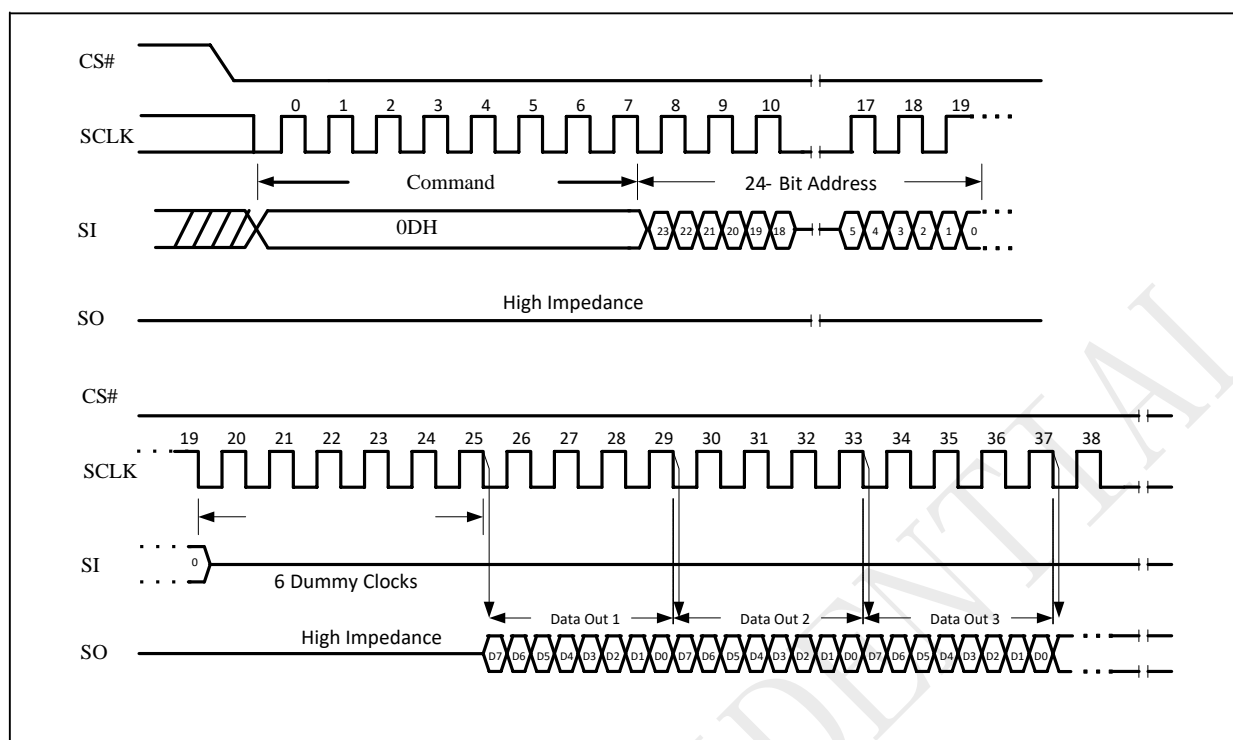 CS#
0 1 2 3 4 5 6 7 8 9 10 17 18 19
SCLK
Command 24- Bit Address
SI 0DH 23 22 21 20 19 18 5 4 3 2 1 0
High Impedance
SO
CS#
19 20 21 22 23 24 25 26 27 28 29 30 31 32 33 34 35 36 37 38
SCLK
SI 0
6 Dummy Clocks
Data Out 1 Data Out 2 Data Out 3
High Impedance
SO D7 D6 D5 D4 D3 D2 D1 D0 D7 D6 D5 D4 D3 D2 D1 D0 D7 D6 D5 D4 D3 D2 D1 D0